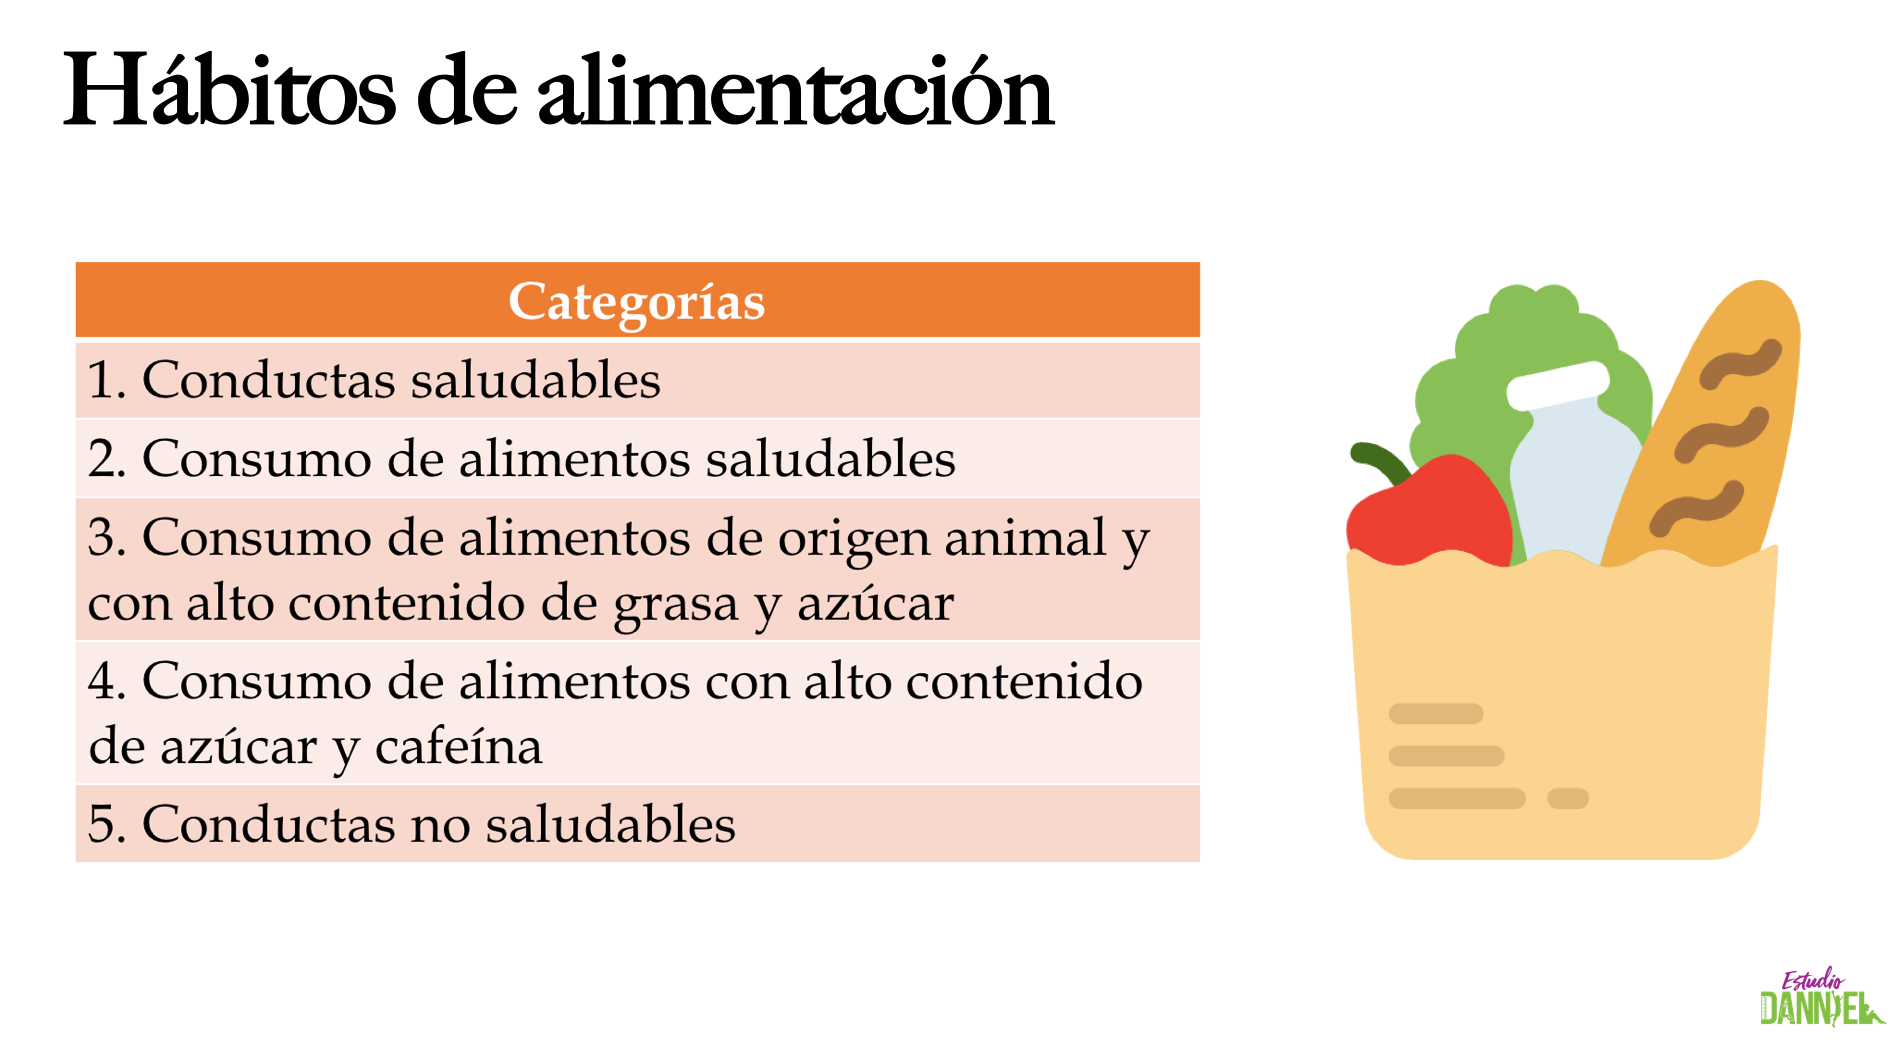 Hábitos de alimentación
Categorías
1. Conductas saludables
2. Consumo de alimentos saludables
3. Consumo de alimentos de origen animal y
con alto contenido de grasa y azúcar
4. Consumo de alimentos con alto contenido
de azúcar y cafeína
5. Conductas no saludables
Estudio
DANNIEL